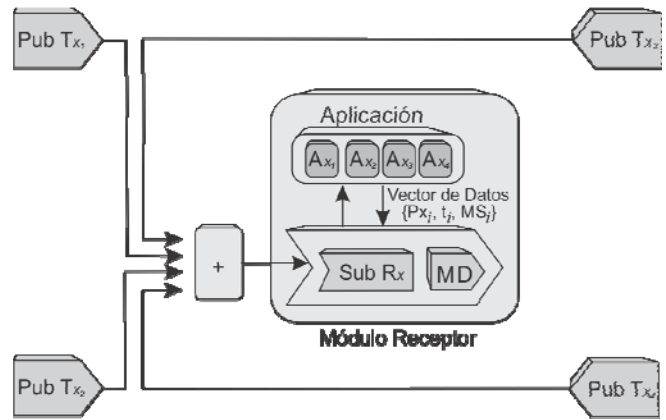 Pub Tx₁
Pub Tx₃
Aplicación
Ax₁ Ax₂ Ax₃ Ax₄
Vector de Datos
{Pxᵢ, tᵢ, MSᵢ}
+
Sub Rx
MD
Módulo Receptor
Pub Tx₂
Pub Tx₄